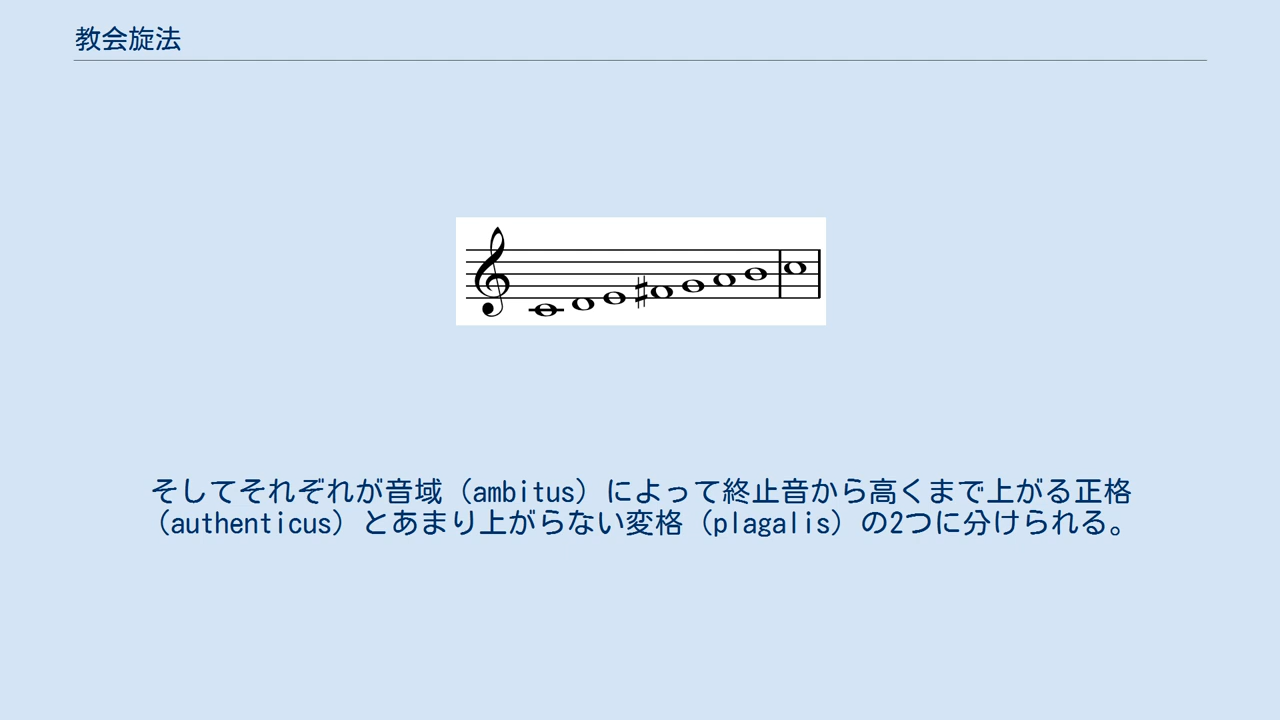 教会旋法
そしてそれぞれが音域（ambitus）によって終止音から高くまで上がる正格
（authenticus）とあまり上がらない変格（plagalis）の2つに分けられる。